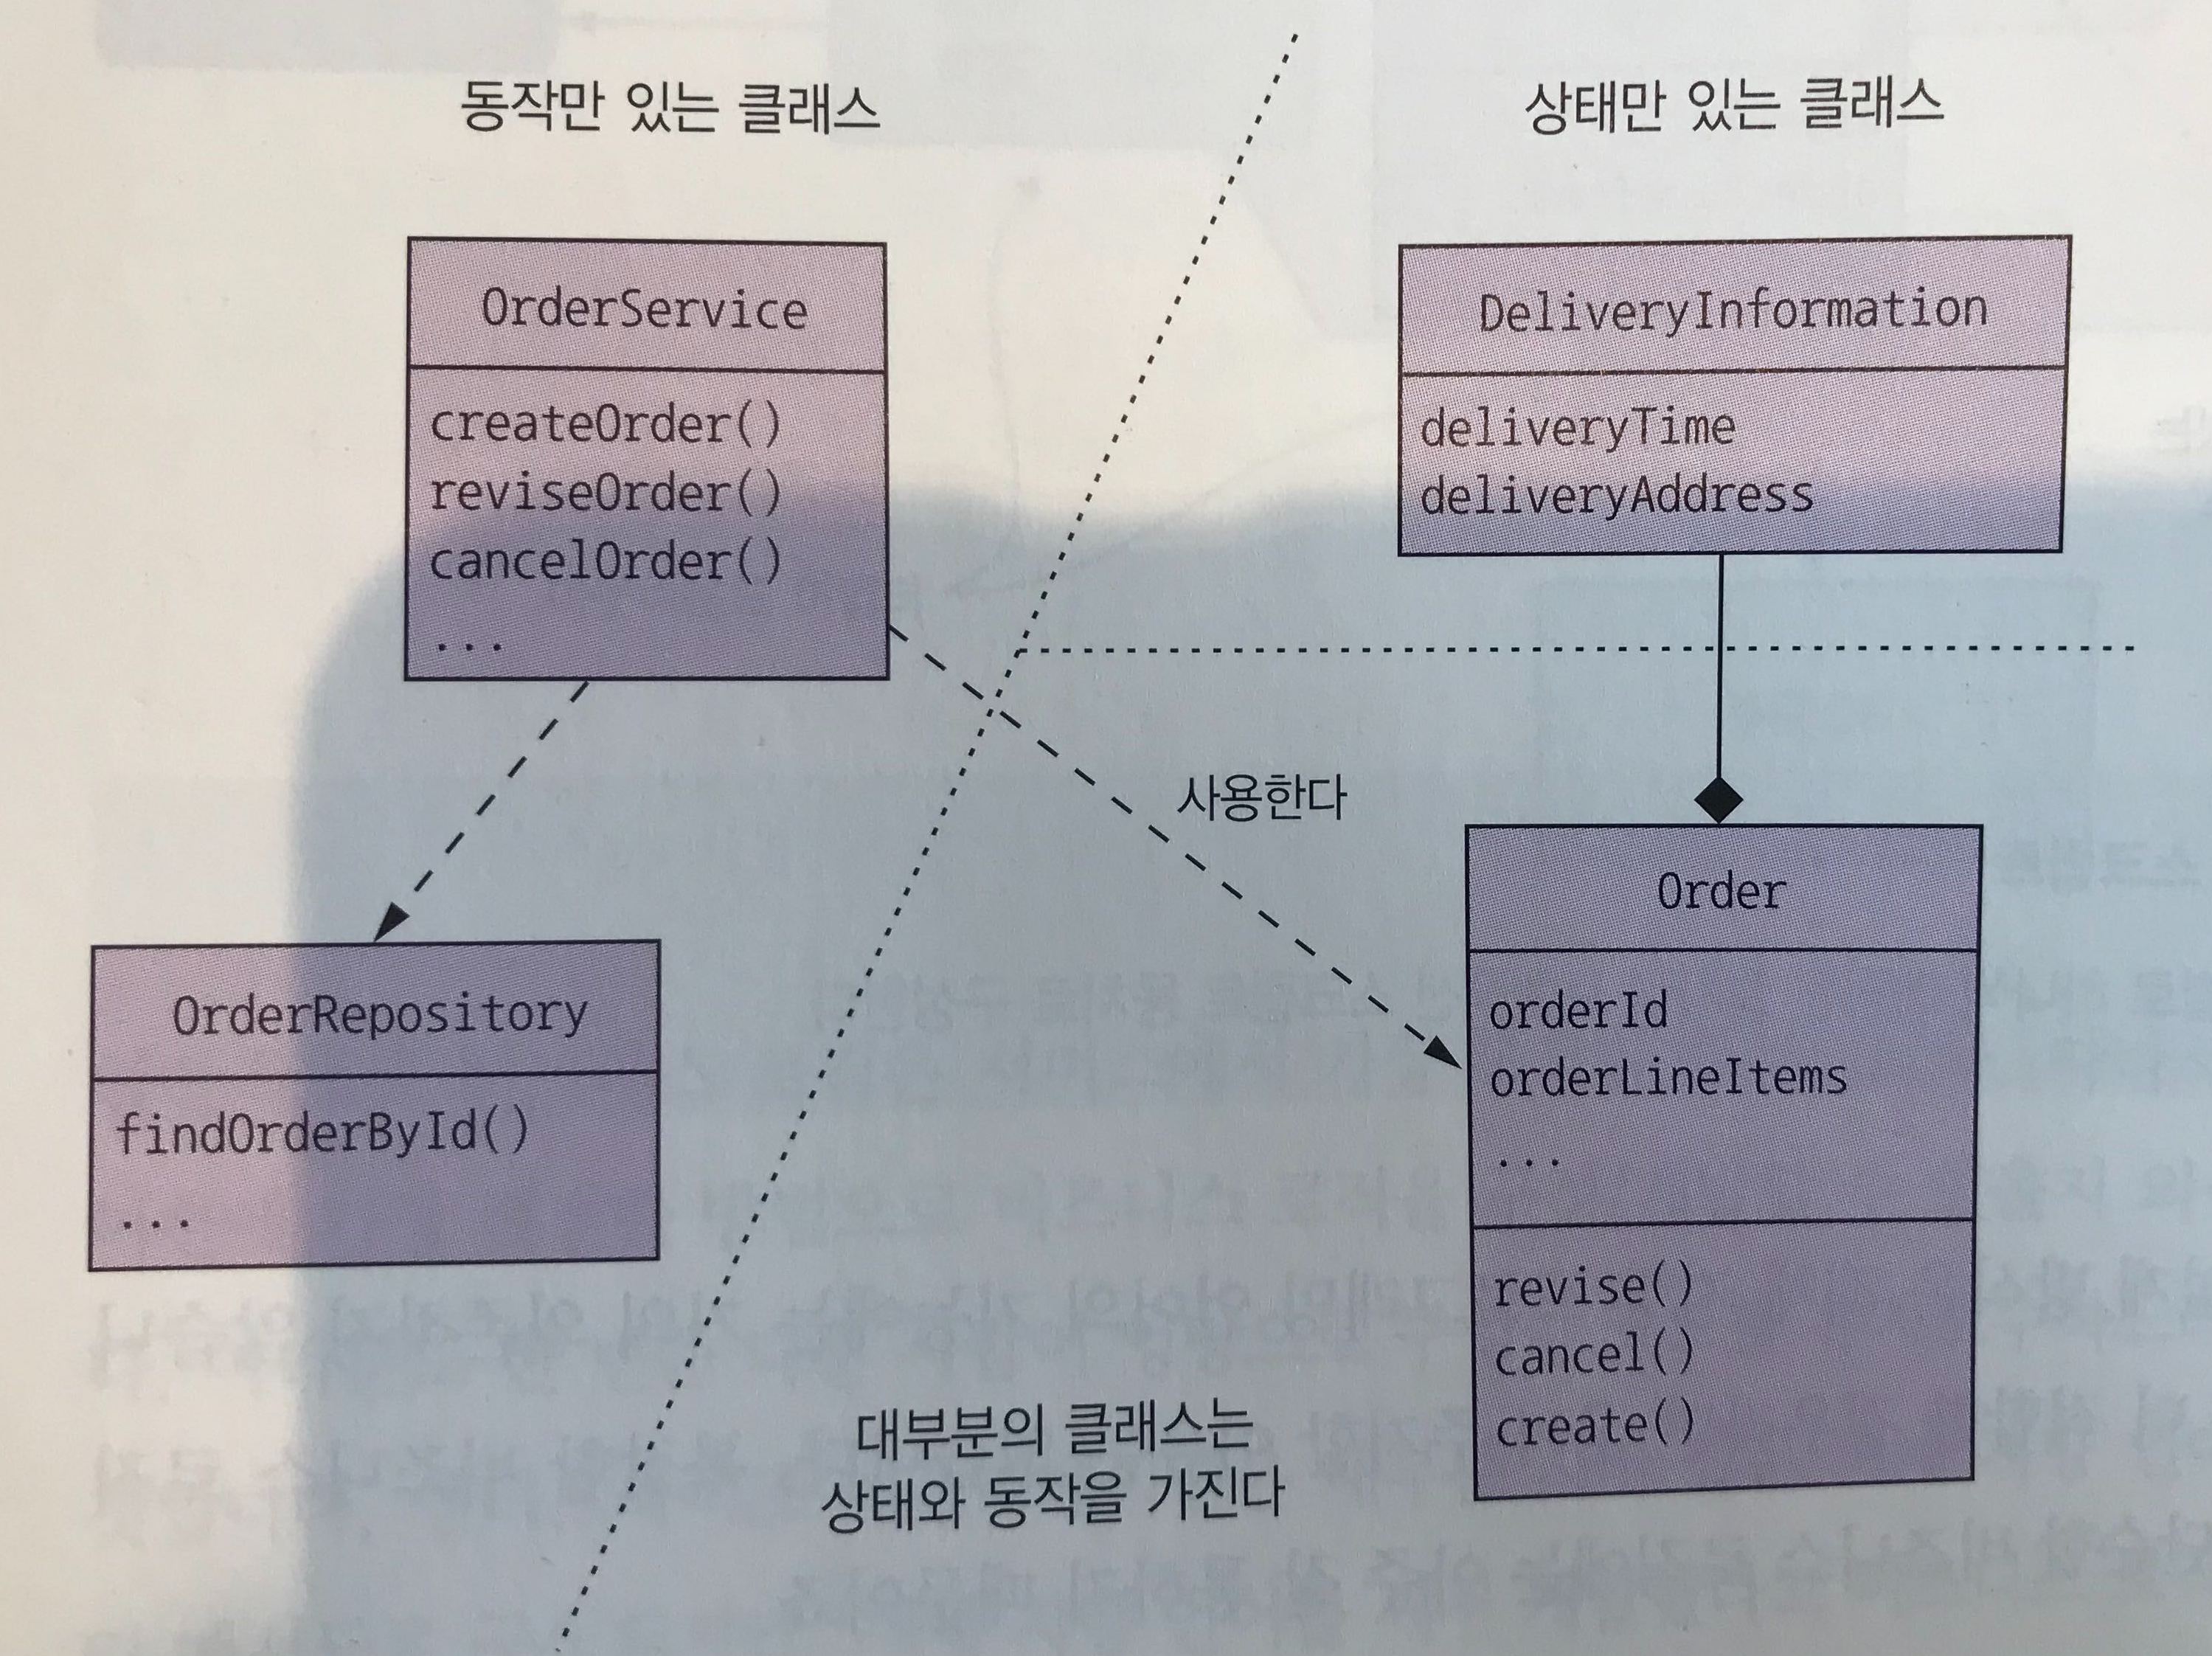 동작만 있는 클래스
상태만 있는 클래스
OrderService
createOrder()
reviseOrder()
cancelOrder()
...
DeliveryInformation
deliveryTime
deliveryAddress
사용한다
OrderRepository
findOrderById()
...
Order
orderId
orderLineItems
...
revise()
cancel()
create()
대부분의 클래스는
상태와 동작을 가진다